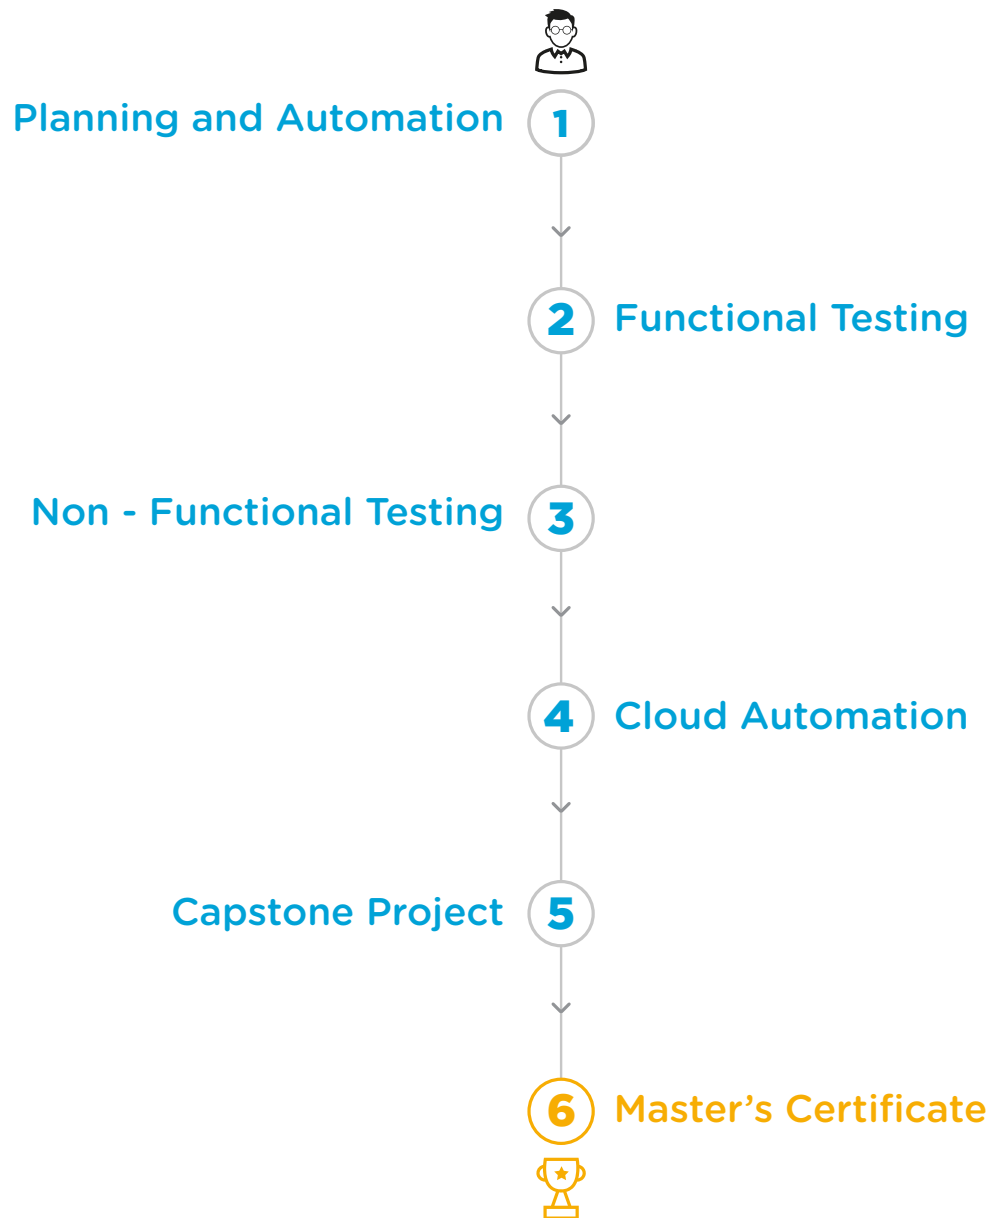 Planning and Automation
1
2
Functional Testing
Non - Functional Testing
3
4
Cloud Automation
Capstone Project
5
6
Master’s Certificate